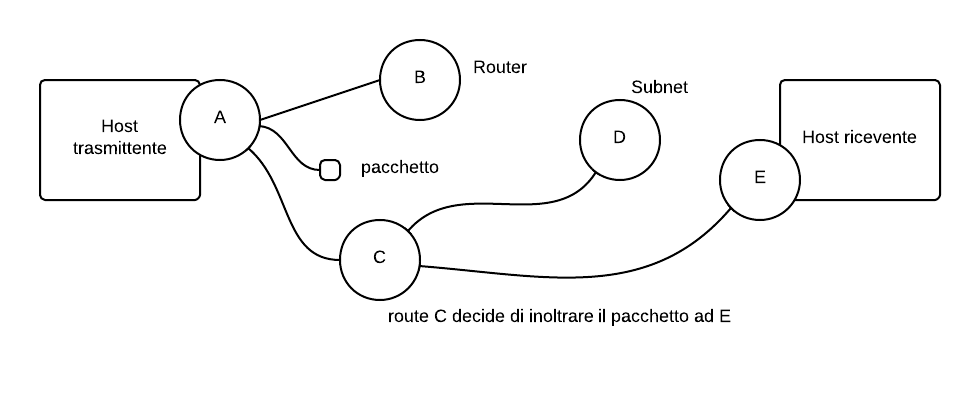 Host
trasmittente
A
B
Router
pacchetto
C
Subnet
D
E
Host ricevente
route C decide di inoltrare il pacchetto ad E